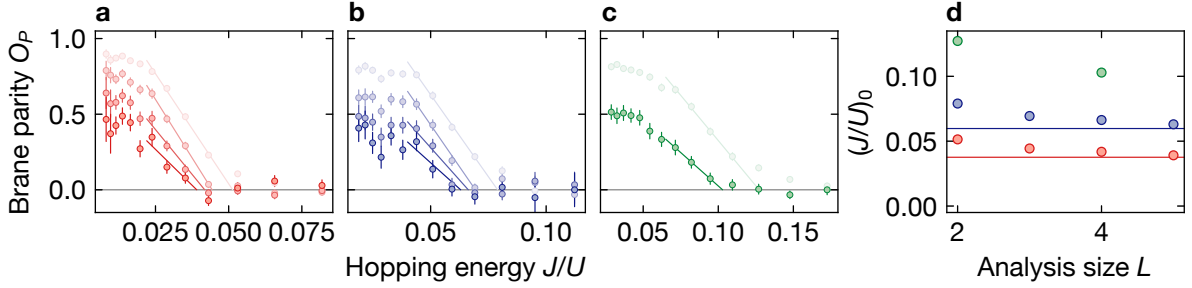 a b c d
Brane parity O_P
1.0
0.5
0.0
0.025 0.050 0.075
0.05 0.10
0.05 0.10 0.15
Hopping energy J/U
(J/U)_0
0.10
0.05
0.00
2 4
Analysis size L